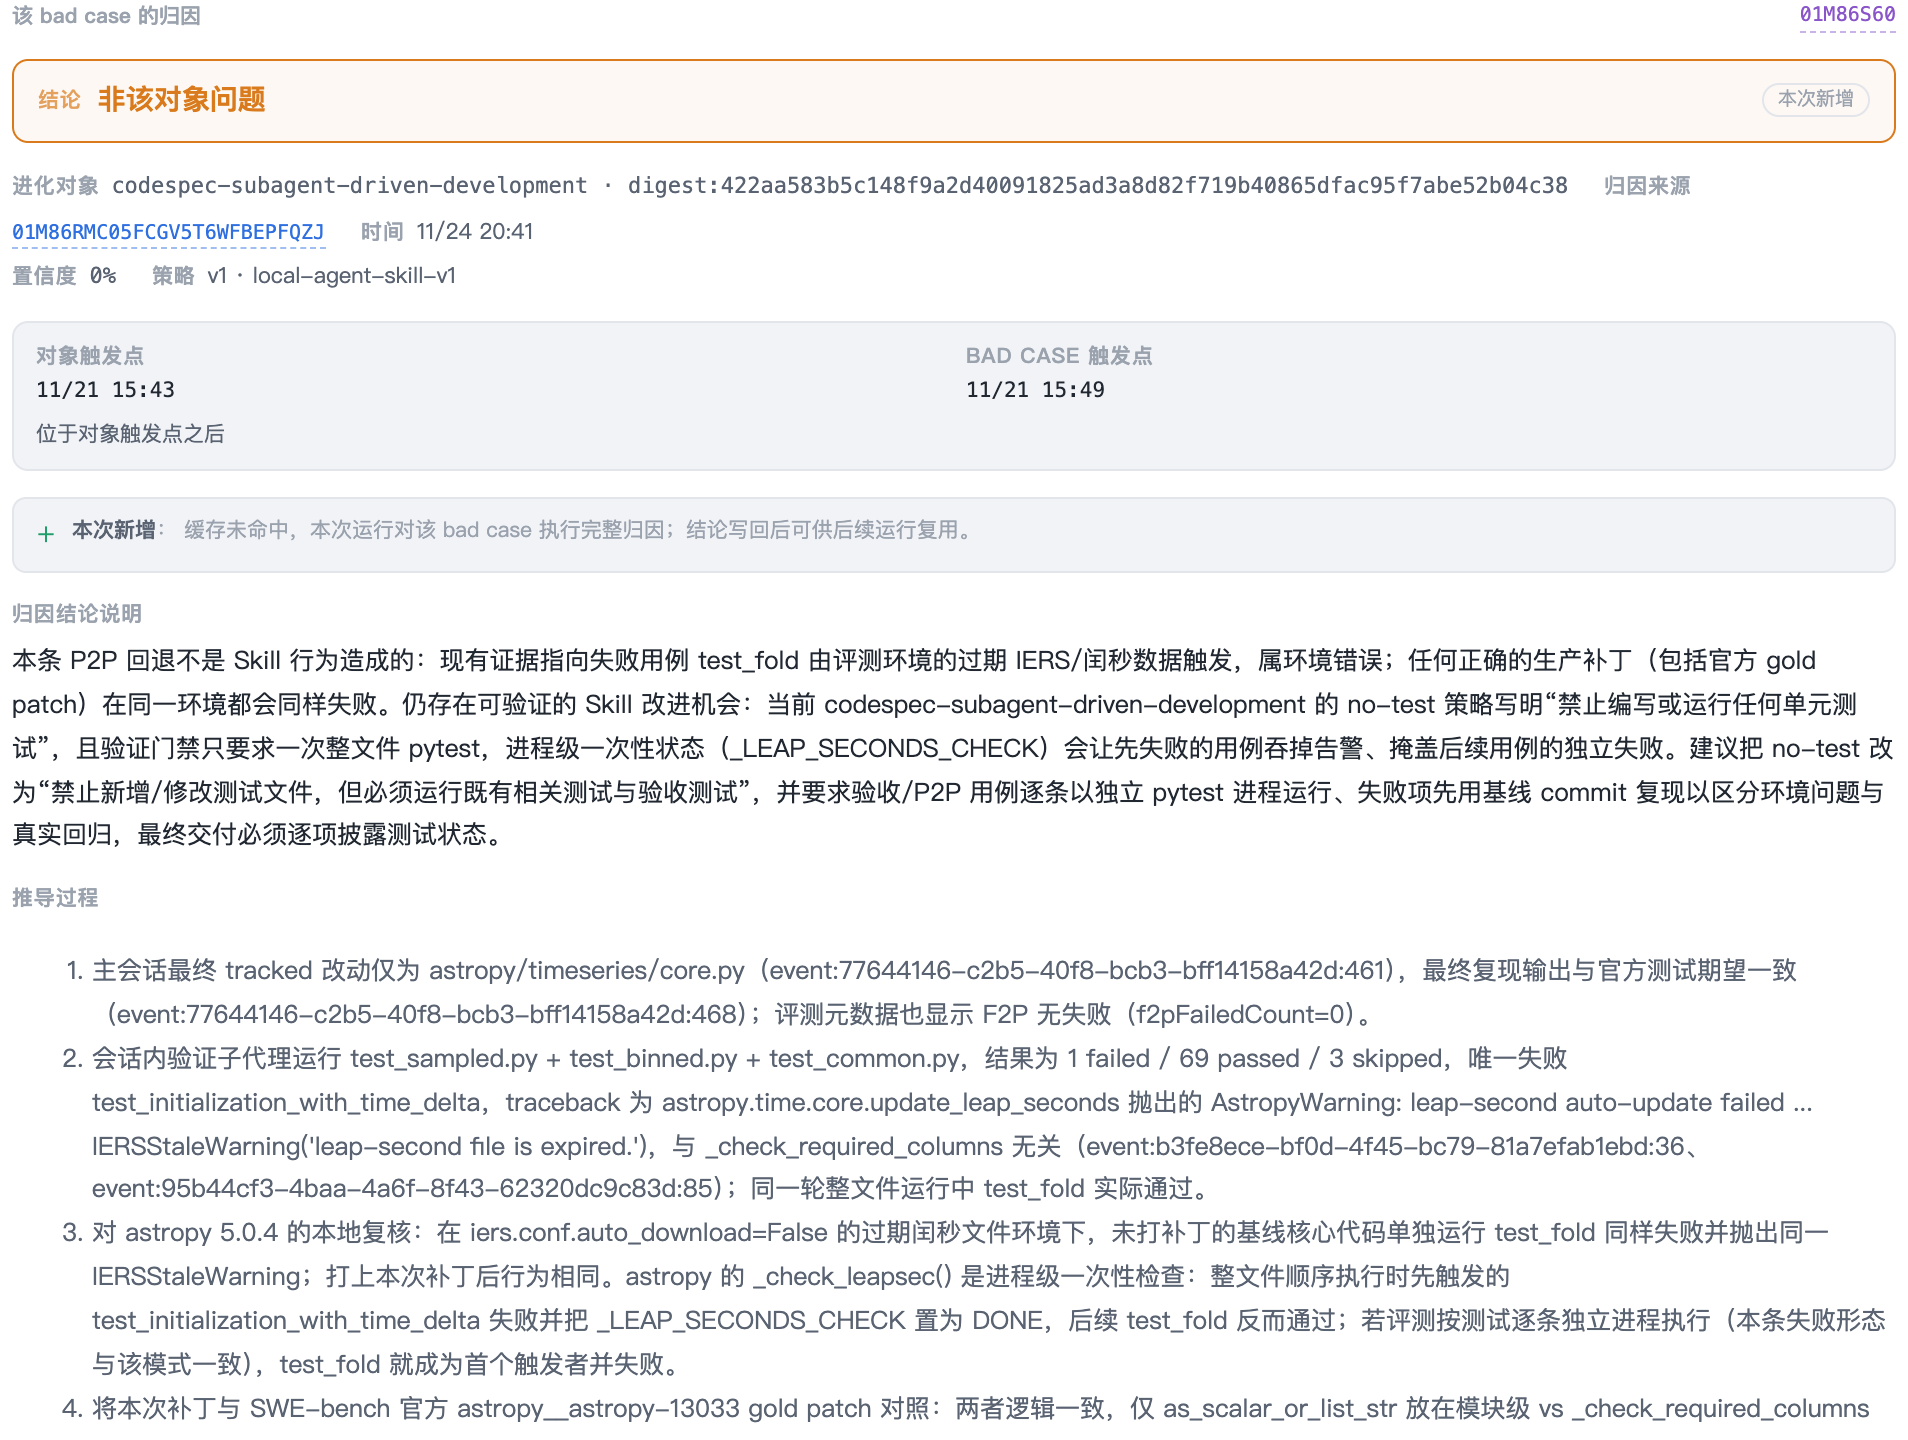 该 bad case 的归因
01M86S60
结论 非该对象问题
本次新增
进化对象 codespec-subagent-driven-development · digest:422aa583b5c148f9a2d40091825ad3a8d82f719b40865dfac95f7abe52b04c38 归因来源
01M86RMC05FCGV5T6WFBEPFQZJ 时间 11/24 20:41
置信度 0% 策略 v1 · local-agent-skill-v1
对象触发点
11/21 15:43
位于对象触发点之后
BAD CASE 触发点
11/21 15:49
+ 本次新增： 缓存未命中，本次运行对该 bad case 执行完整归因；结论写回后可供后续运行复用。
归因结论说明
本条 P2P 回退不是 Skill 行为造成的：现有证据指向失败用例 test_fold 由评测环境的过期 IERS/闰秒数据触发，属环境错误；任何正确的生产补丁（包括官方 gold
patch）在同一环境都会同样失败。仍存在可验证的 Skill 改进机会：当前 codespec-subagent-driven-development 的 no-test 策略写明“禁止编写或运行任何单元测
试”，且验证门禁只要求一次整文件 pytest，进程级一次性状态（_LEAP_SECONDS_CHECK）会让先失败的用例吞掉告警、掩盖后续用例的独立失败。建议把 no-test 改
为“禁止新增/修改测试文件，但必须运行既有相关测试与验收测试”，并要求验收/P2P 用例逐条以独立 pytest 进程运行、失败项先用基线 commit 复现以区分环境问题与
真实回归，最终交付必须逐项披露测试状态。
推导过程
1. 主会话最终 tracked 改动仅为 astropy/timeseries/core.py（event:77644146-c2b5-40f8-bcb3-bff14158a42d:461），最终复现输出与官方测试期望一致
（event:77644146-c2b5-40f8-bcb3-bff14158a42d:468）；评测元数据也显示 F2P 无失败（f2pFailedCount=0）。
2. 会话内验证子代理运行 test_sampled.py + test_binned.py + test_common.py，结果为 1 failed / 69 passed / 3 skipped，唯一失败
test_initialization_with_time_delta，traceback 为 astropy.time.core.update_leap_seconds 抛出的 AstropyWarning: leap-second auto-update failed ...
IERSStaleWarning('leap-second file is expired.')，与 _check_required_columns 无关（event:b3fe8ece-bf0d-4f45-bc79-81a7efab1ebd:36、
event:95b44cf3-4baa-4a6f-8f43-62320dc9c83d:85）；同一轮整文件运行中 test_fold 实际通过。
3. 对 astropy 5.0.4 的本地复核：在 iers.conf.auto_download=False 的过期闰秒文件环境下，未打补丁的基线核心代码单独运行 test_fold 同样失败并抛出同一
IERSStaleWarning；打上本次补丁后行为相同。astropy 的 _check_leapsec() 是进程级一次性检查：整文件顺序执行时先触发的
test_initialization_with_time_delta 失败并把 _LEAP_SECONDS_CHECK 置为 DONE，后续 test_fold 反而通过；若评测按测试逐条独立进程执行（本条失败形态
与该模式一致），test_fold 就成为首个触发者并失败。
4. 将本次补丁与 SWE-bench 官方 astropy__astropy-13033 gold patch 对照：两者逻辑一致，仅 as_scalar_or_list_str 放在模块级 vs _check_required_columns